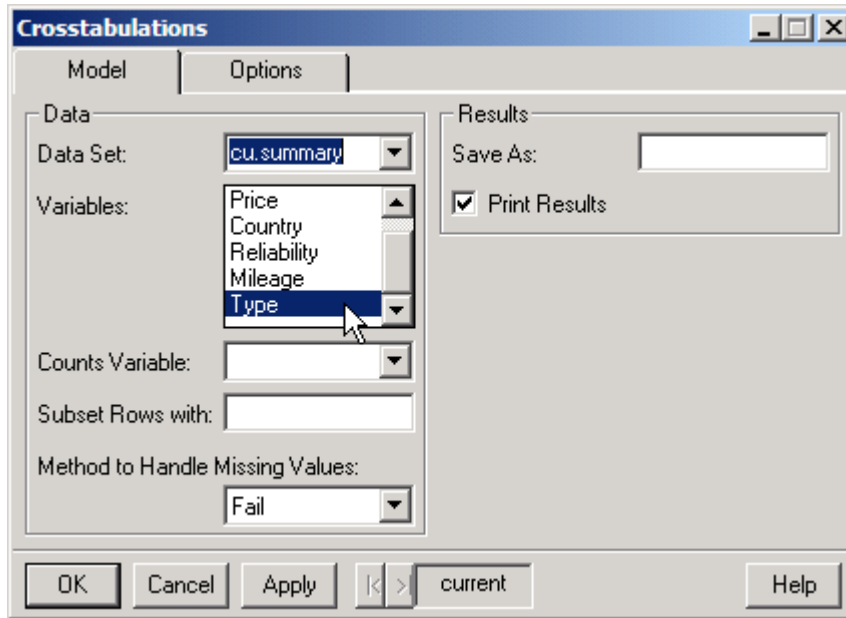 Crosstabulations
Model Options
Data
Data Set: cu.summary
Variables: Price
Country
Reliability
Mileage
Type
Counts Variable:
Subset Rows with:
Method to Handle Missing Values:
Fail
Results
Save As:
Print Results
OK Cancel Apply |< >| current Help